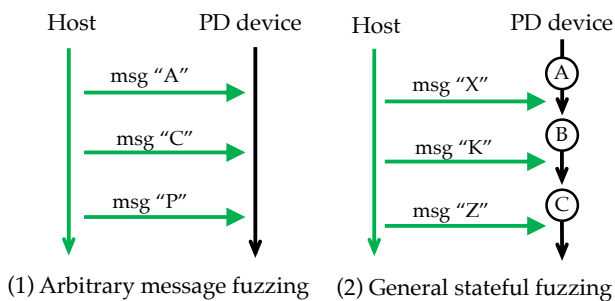 Host PD device
msg “A”
msg “C”
msg “P”
(1) Arbitrary message fuzzing
Host PD device
A
msg “X”
B
msg “K”
C
msg “Z”
(2) General stateful fuzzing